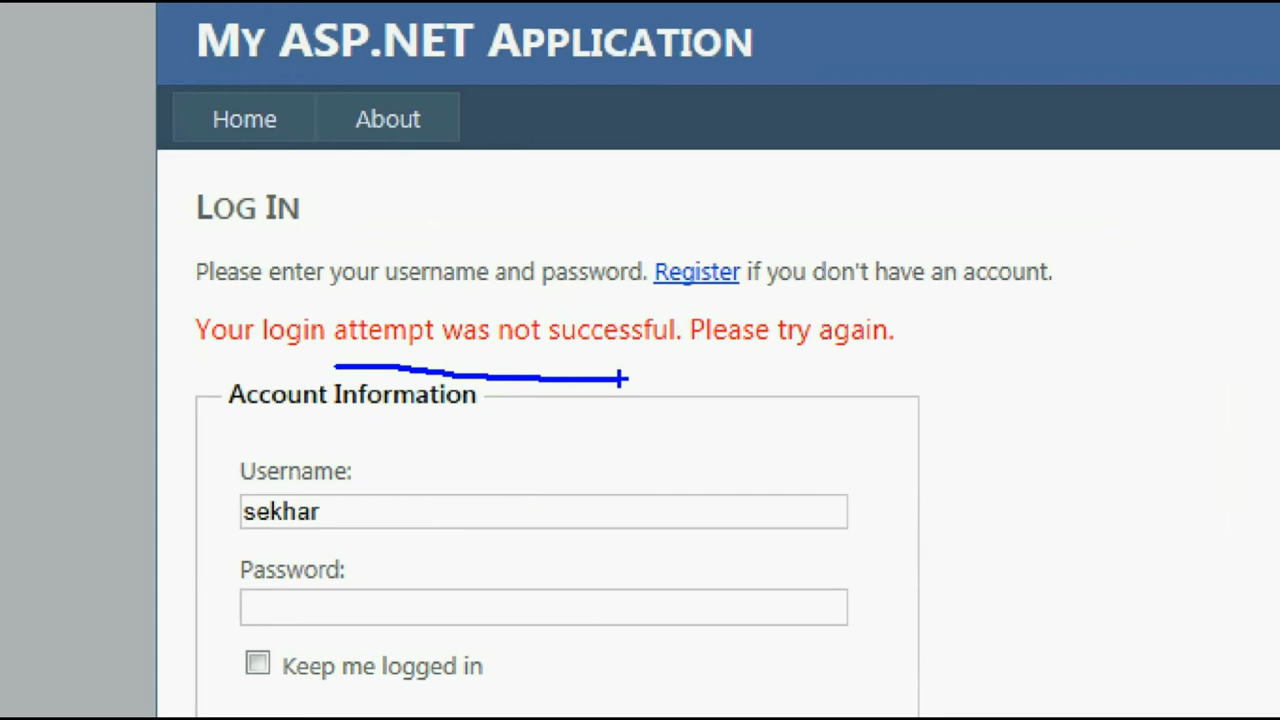 MY ASP.NET APPLICATION
Home About
LOG IN
Please enter your username and password. Register if you don't have an account.
Your login attempt was not successful. Please try again.
Account Information
Username:
sekhar
Password:
Keep me logged in